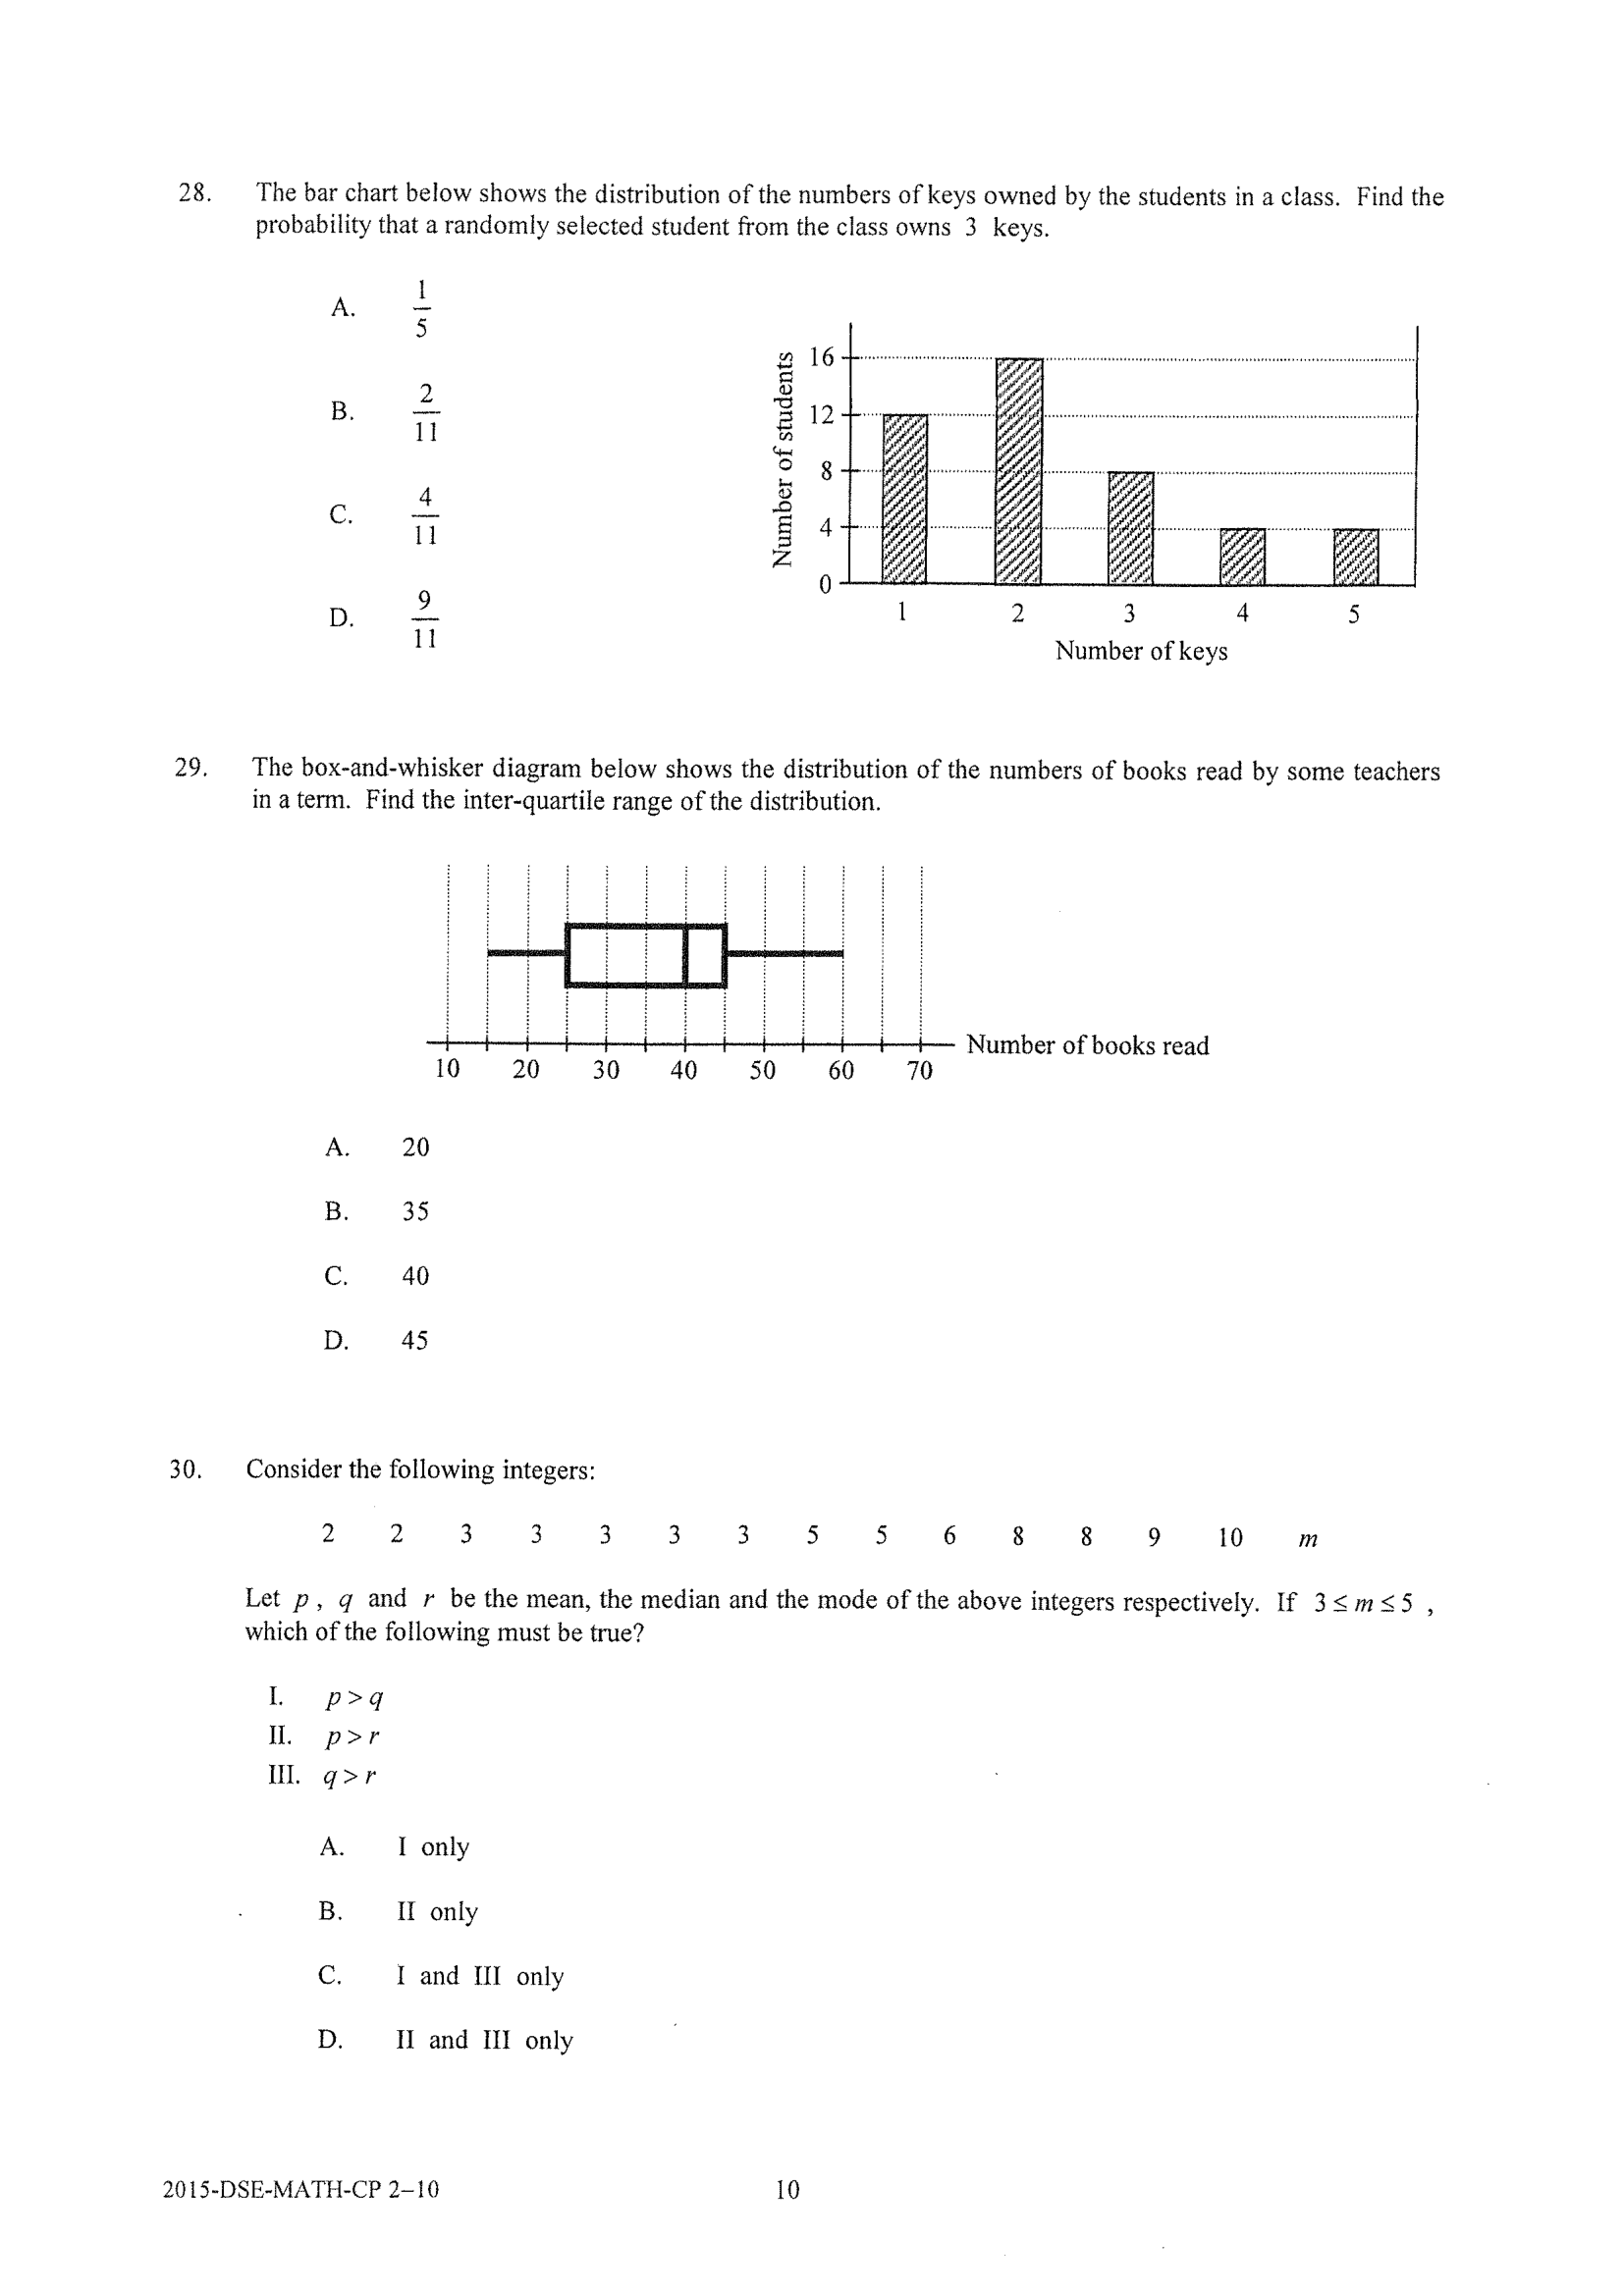 28. The bar chart below shows the distribution of the numbers of keys owned by the students in a class. Find the
probability that a randomly selected student from the class owns 3 keys.
A. 1/5
B. 2/11
C. 4/11
D. 9/11
Number of students
16
12
8
4
0
1 2 3 4 5
Number of keys
29. The box-and-whisker diagram below shows the distribution of the numbers of books read by some teachers
in a term. Find the inter-quartile range of the distribution.
Number of books read
10 20 30 40 50 60 70
A. 20
B. 35
C. 40
D. 45
30. Consider the following integers:
2 2 3 3 3 3 3 5 5 6 8 8 9 10 m
Let p , q and r be the mean, the median and the mode of the above integers respectively. If 3 ≤ m ≤ 5 ,
which of the following must be true?
I. p > q
II. p > r
III. q > r
A. I only
B. II only
C. I and III only
D. II and III only
2015-DSE-MATH-CP 2–10 10